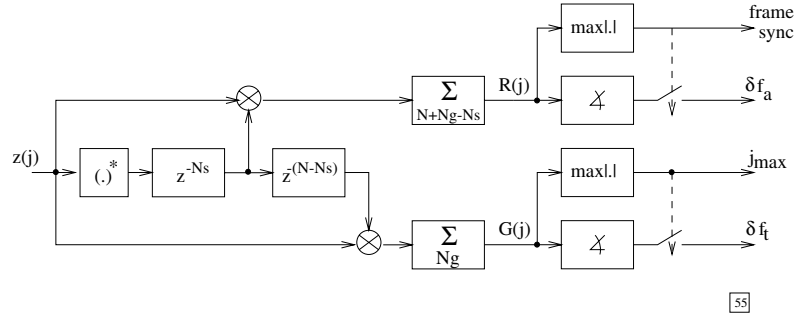 frame
sync
max|.|
Σ
N+Ng-Ns
R(j)
∡
δf_a
z(j)
(.)*
z^-Ns
z^-(N-Ns)
max|.|
j_max
Σ
Ng
G(j)
∡
δf_t
55